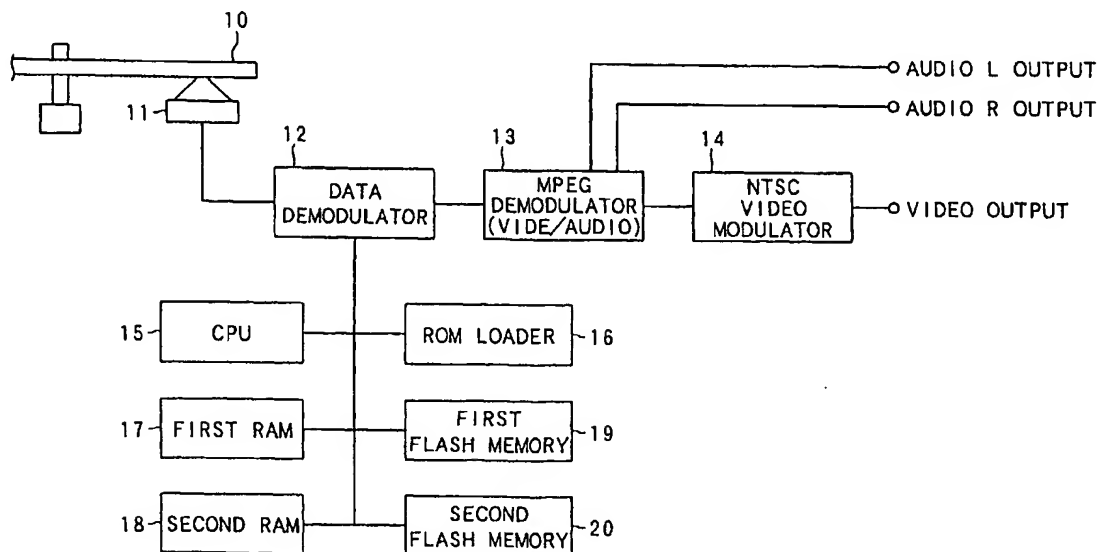 10
11
AUDIO L OUTPUT
AUDIO R OUTPUT
12
13
14
DATA
DEMODULATOR
MPEG
DEMODULATOR
(VIDE/AUDIO)
NTSC
VIDEO
MODULATOR
VIDEO OUTPUT
15
CPU
ROM LOADER
16
17
FIRST RAM
FIRST
FLASH MEMORY
19
18
SECOND RAM
SECOND
FLASH MEMORY
20